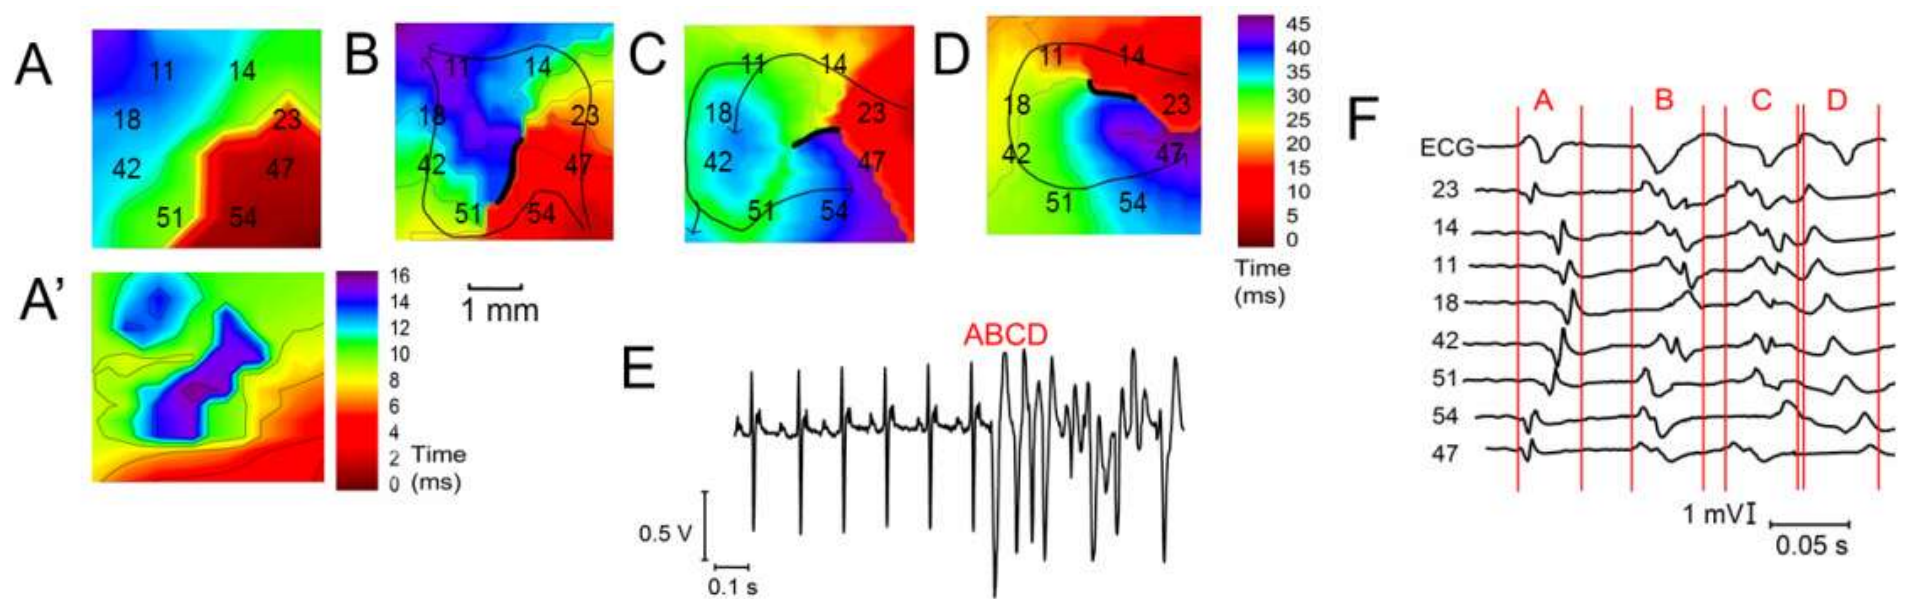 A
11 14
18 23
42 47
51 54
B
11 14
18 23
42 47
51 54
C
11 14
18 23
42 47
51 54
D
11 14
18 23
42 47
51 54
45
40
35
30
25
20
15
10
5
0
Time
(ms)
A’
16
14
12
10
8
6
4
2
0
Time
(ms)
1 mm
E
ABCD
0.5 V
0.1 s
F
A B C D
ECG
23
14
11
18
42
51
54
47
1 mV
0.05 s